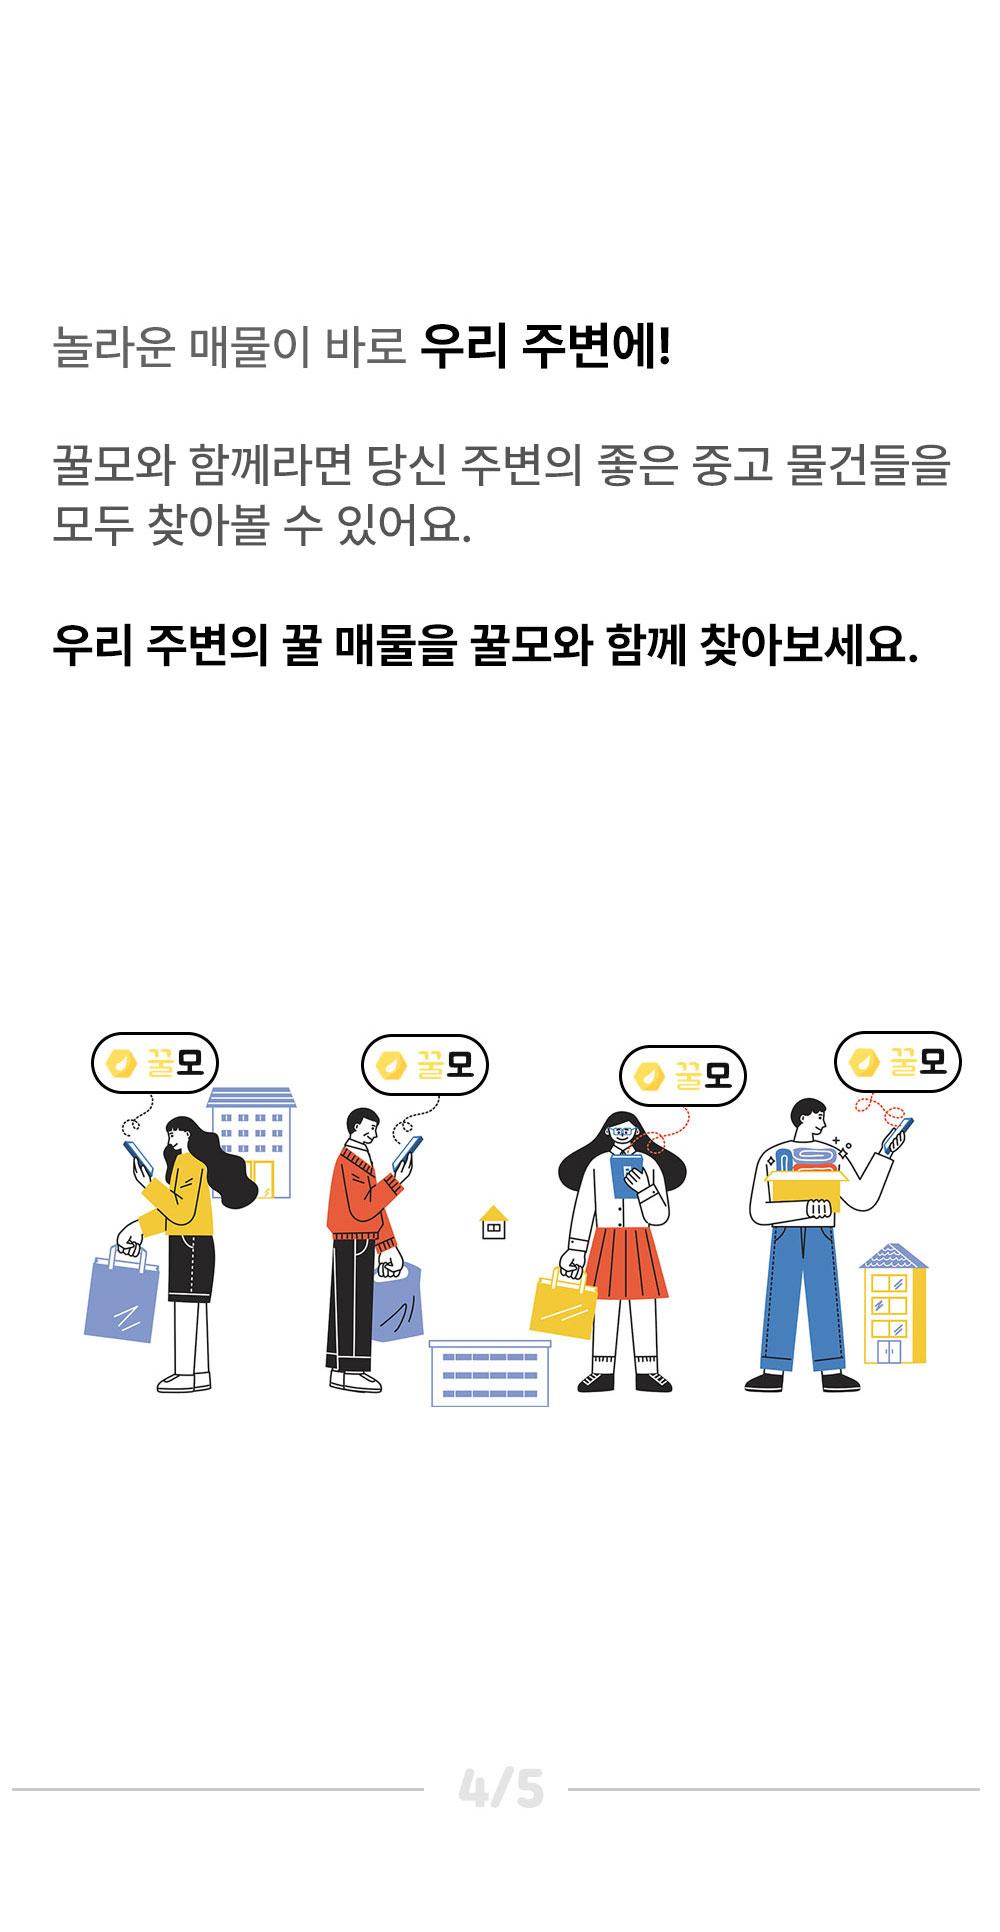 놀라운 매물이 바로 우리 주변에!
꿀모와 함께라면 당신 주변의 좋은 중고 물건들을
모두 찾아볼 수 있어요.
우리 주변의 꿀 매물을 꿀모와 함께 찾아보세요.
꿀모
꿀모
꿀모
꿀모
4/5